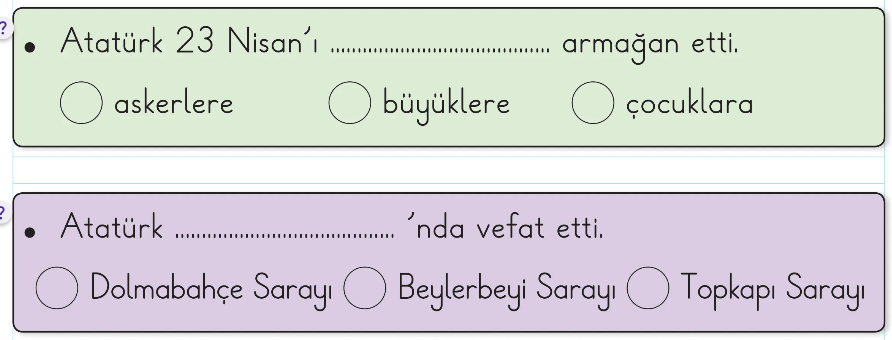 ?
• Atatürk 23 Nisan'ı .......................................... armağan etti.
askerlere büyüklere çocuklara
?
• Atatürk .......................................... 'nda vefat etti.
Dolmabahçe Sarayı Beylerbeyi Sarayı Topkapı Sarayı